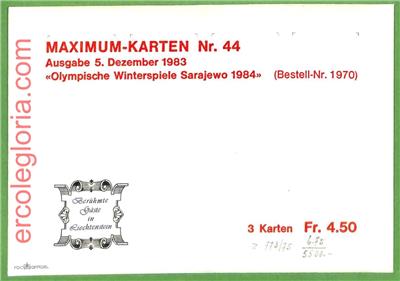 MAXIMUM-KARTEN Nr. 44
Ausgabe 5. Dezember 1983
«Olympische Winterspiele Sarajewo 1984» (Bestell-Nr. 1970)
ercolegloria.com
Berühmte
Gäste
in
Liechtenstein
3 Karten Fr. 4.50